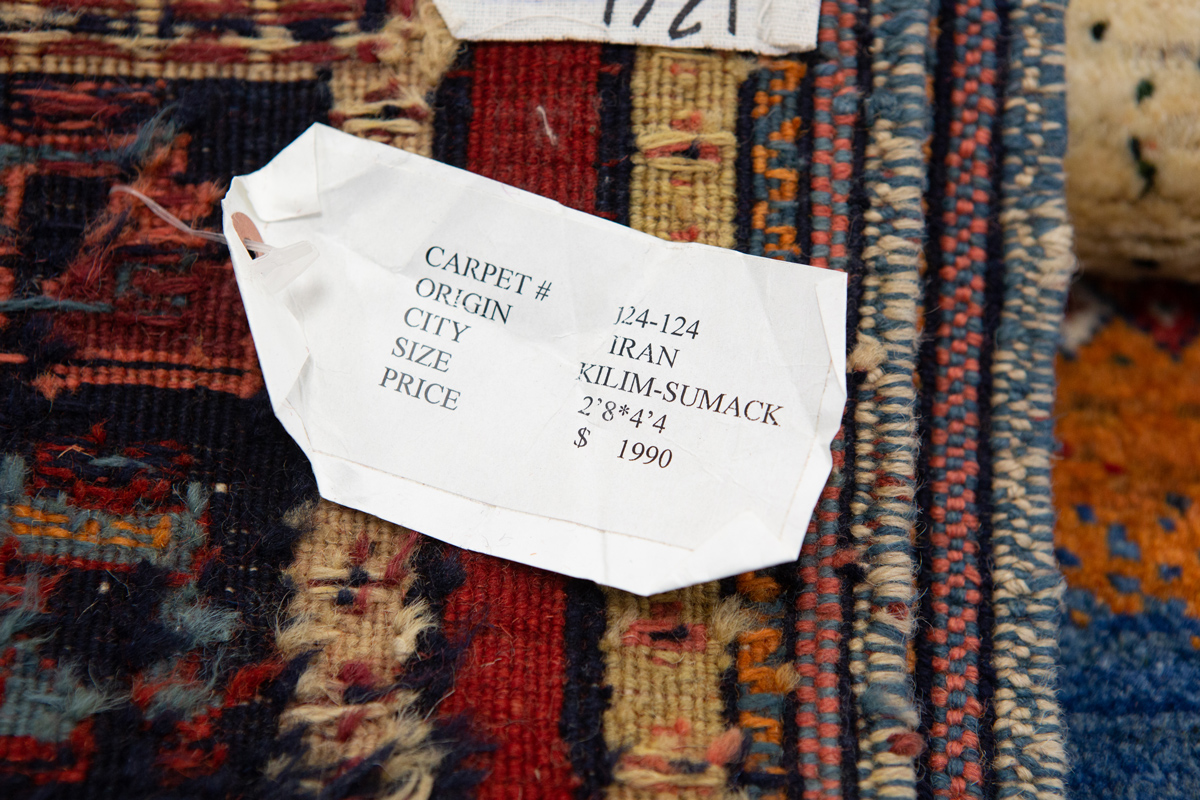 CARPET # 124-124
ORIGIN IRAN
CITY KILIM-SUMACK
SIZE 2'8*4'4
PRICE $ 1990